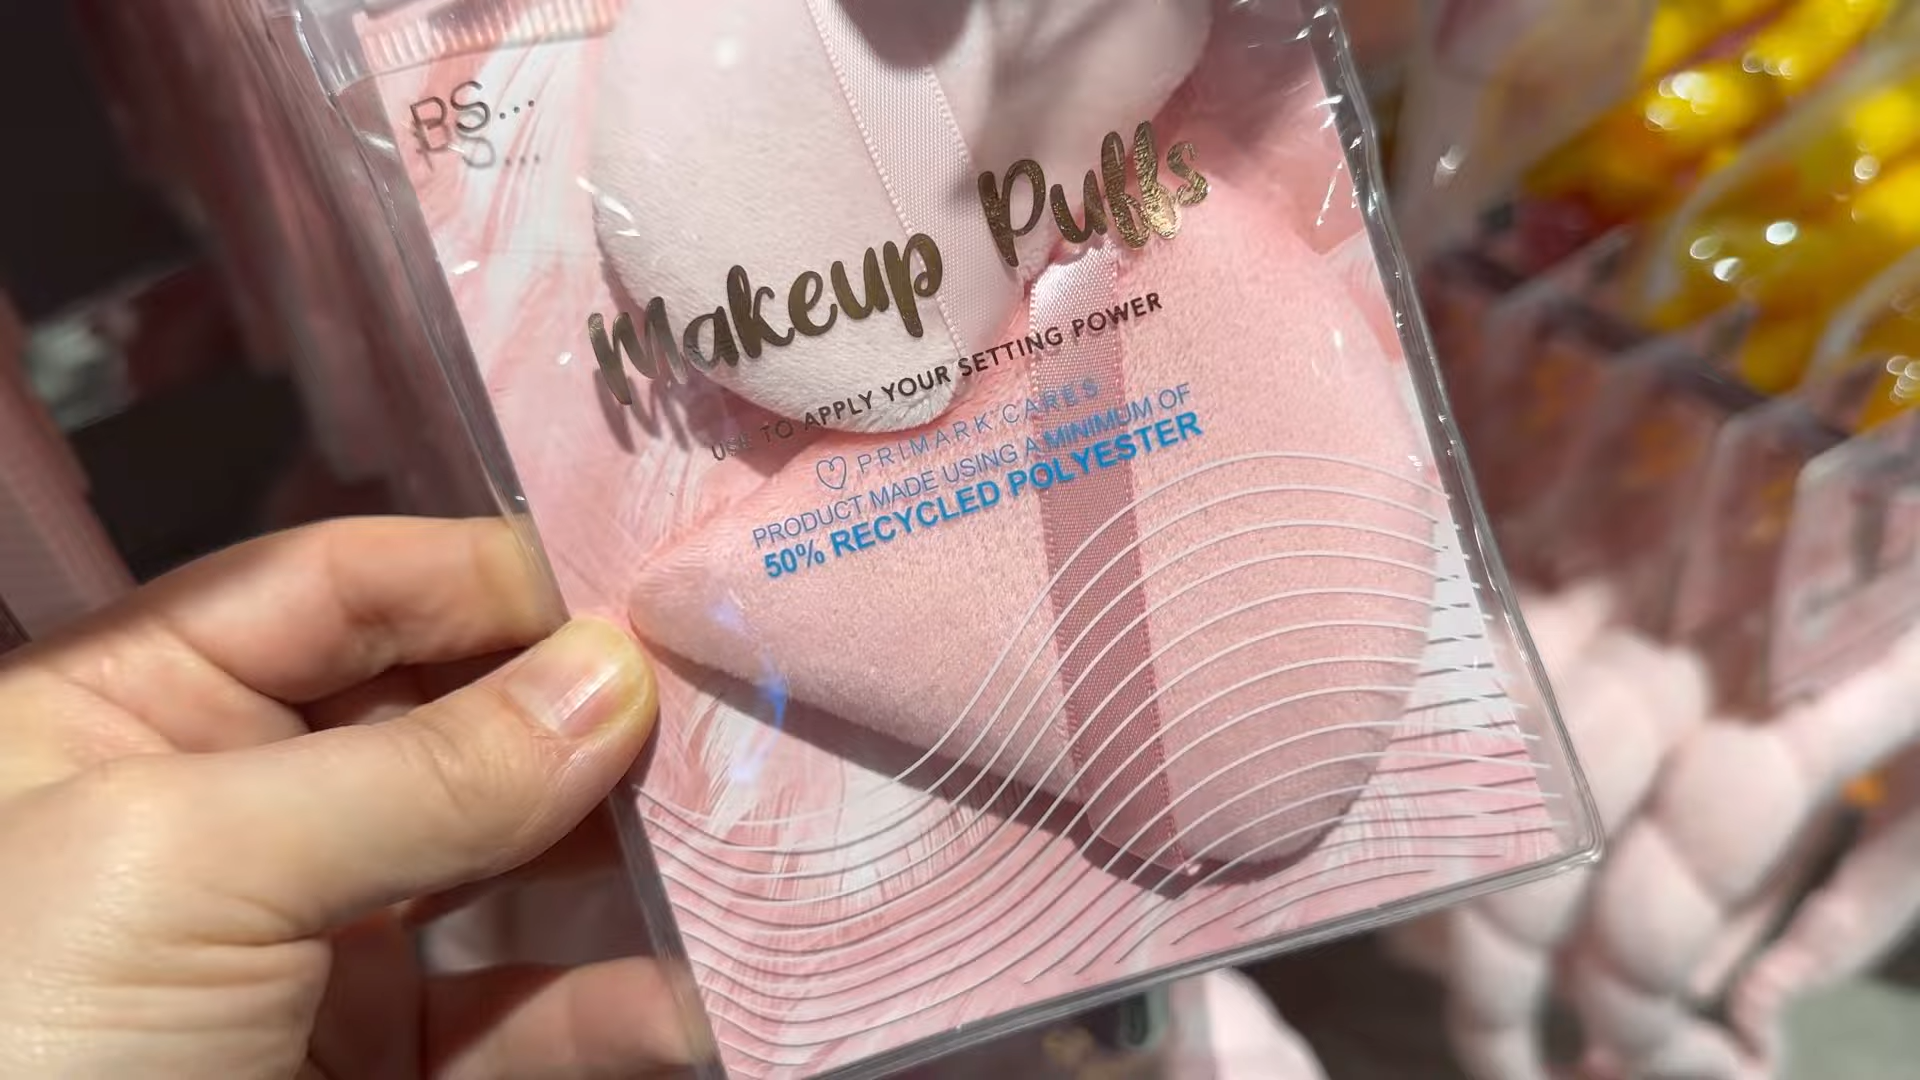 PS...
Makeup Puffs
USE TO APPLY YOUR SETTING POWER
PRIMARK CARES
PRODUCT MADE USING A MINIMUM OF
50% RECYCLED POLYESTER